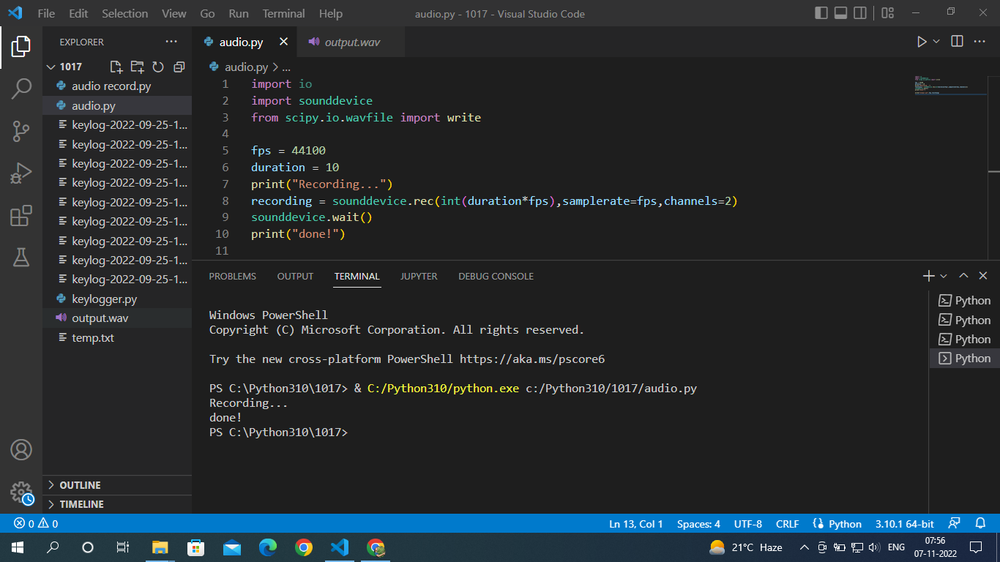 File Edit Selection View Go Run Terminal Help audio.py - 1017 - Visual Studio Code
EXPLORER
1017
audio record.py
audio.py
keylog-2022-09-25-1...
keylog-2022-09-25-1...
keylog-2022-09-25-1...
keylog-2022-09-25-1...
keylog-2022-09-25-1...
keylog-2022-09-25-1...
keylog-2022-09-25-1...
keylog-2022-09-25-1...
keylog-2022-09-25-1...
keylogger.py
output.wav
temp.txt
OUTLINE
TIMELINE
audio.py output.wav
audio.py > ...
1 import io
2 import sounddevice
3 from scipy.io.wavfile import write
4
5 fps = 44100
6 duration = 10
7 print("Recording...")
8 recording = sounddevice.rec(int(duration*fps),samplerate=fps,channels=2)
9 sounddevice.wait()
10 print("done!")
11
PROBLEMS OUTPUT TERMINAL JUPYTER DEBUG CONSOLE
Windows PowerShell
Copyright (C) Microsoft Corporation. All rights reserved.
Try the new cross-platform PowerShell https://aka.ms/pscore6
PS C:\Python310\1017> & C:/Python310/python.exe c:/Python310/1017/audio.py
Recording...
done!
PS C:\Python310\1017>
Python
Python
Python
Python
0 0 Ln 13, Col 1 Spaces: 4 UTF-8 CRLF Python 3.10.1 64-bit
21°C Haze ENG 07:56
07-11-2022